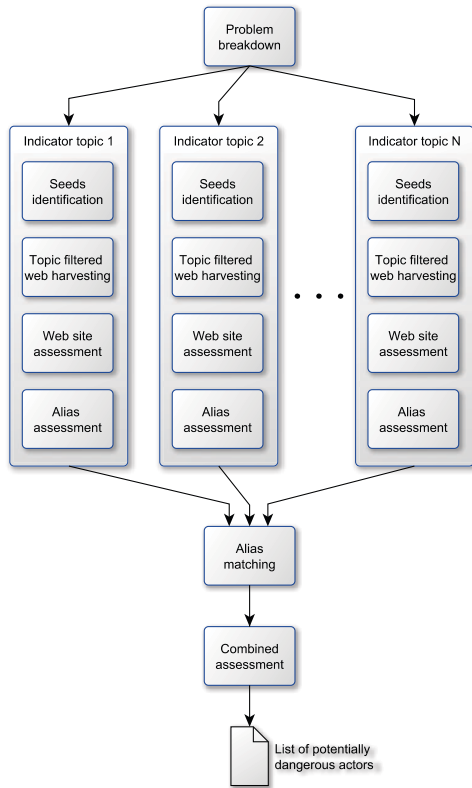 Problem
breakdown
Indicator topic 1
Seeds
identification
Topic filtered
web harvesting
Web site
assessment
Alias
assessment
Indicator topic 2
Seeds
identification
Topic filtered
web harvesting
Web site
assessment
Alias
assessment
. . .
Indicator topic N
Seeds
identification
Topic filtered
web harvesting
Web site
assessment
Alias
assessment
Alias
matching
Combined
assessment
List of potentially
dangerous actors